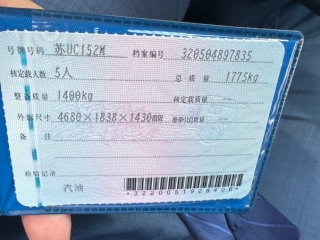 号牌号码 苏UC152M 档案编号 320504897835
核定载人数 5人 总质量 1775kg
整备质量 1400kg 核定载质量 --
外廓尺寸 4680×1838×1430mm 准牵引总质量 --
备注
检验记录
汽油